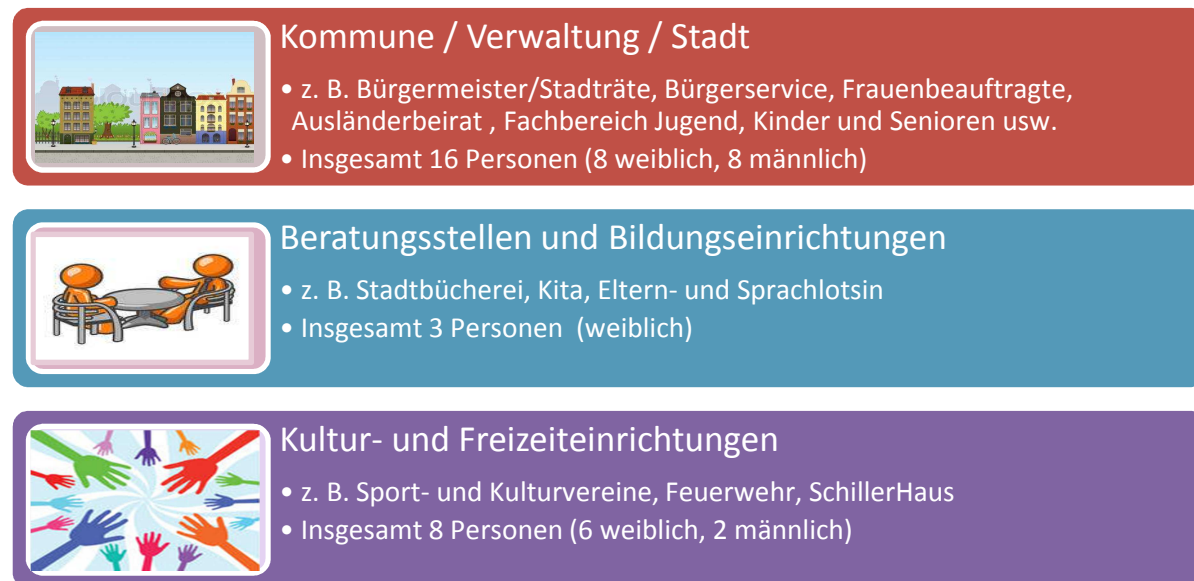 Kommune / Verwaltung / Stadt
• z. B. Bürgermeister/Stadträte, Bürgerservice, Frauenbeauftragte,
Ausländerbeirat , Fachbereich Jugend, Kinder und Senioren usw.
• Insgesamt 16 Personen (8 weiblich, 8 männlich)
Beratungsstellen und Bildungseinrichtungen
• z. B. Stadtbücherei, Kita, Eltern- und Sprachlotsin
• Insgesamt 3 Personen (weiblich)
Kultur- und Freizeiteinrichtungen
• z. B. Sport- und Kulturvereine, Feuerwehr, SchillerHaus
• Insgesamt 8 Personen (6 weiblich, 2 männlich)